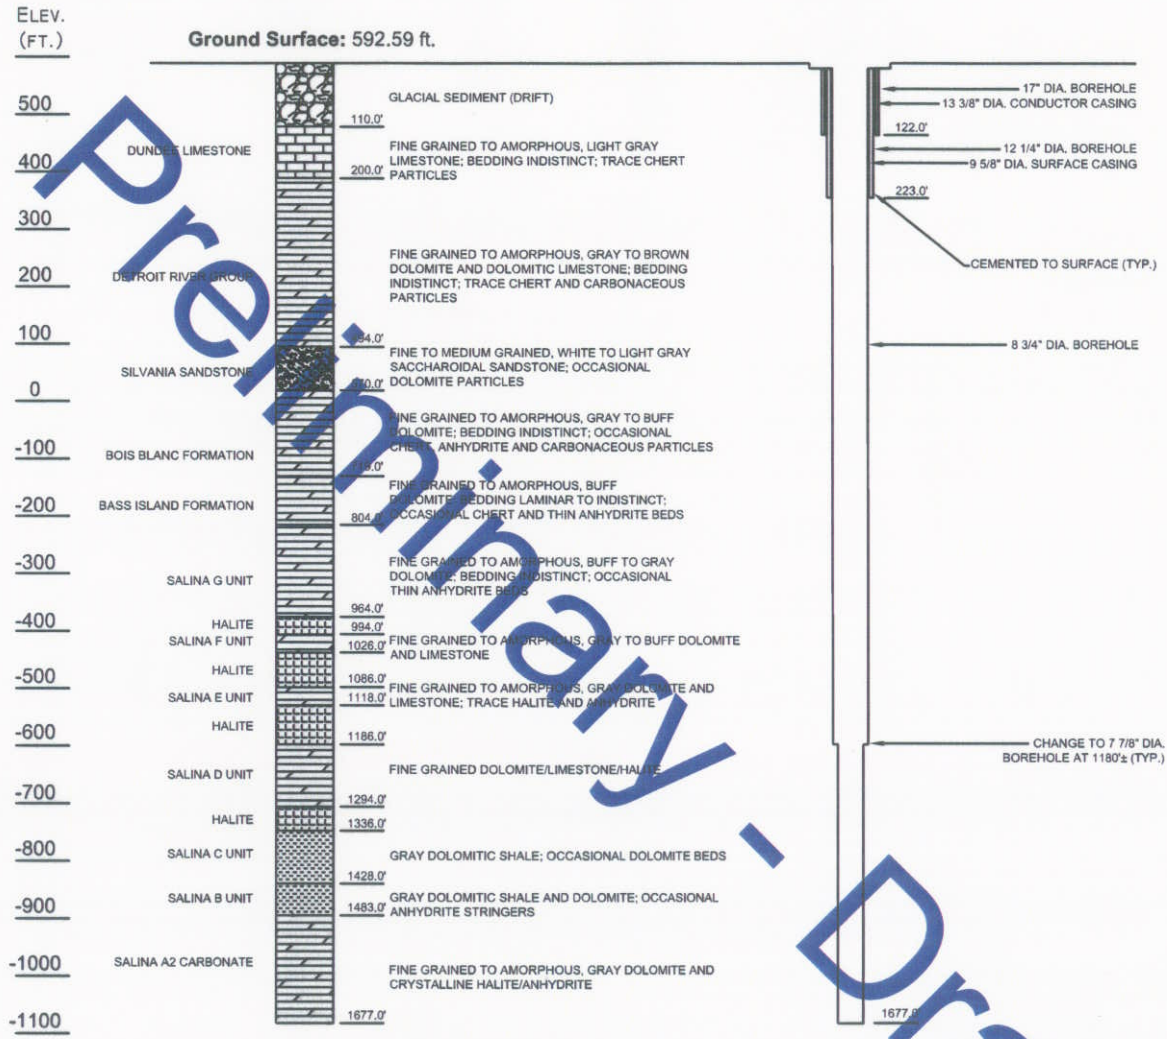 ELEV.
(FT.)
Ground Surface: 592.59 ft.
500
400
300
200
100
0
-100
-200
-300
-400
-500
-600
-700
-800
-900
-1000
-1100
DUNDEE LIMESTONE
DETROIT RIVER GROUP
SILVANIA SANDSTONE
BOIS BLANC FORMATION
BASS ISLAND FORMATION
SALINA G UNIT
HALITE
SALINA F UNIT
HALITE
SALINA E UNIT
HALITE
SALINA D UNIT
HALITE
SALINA C UNIT
SALINA B UNIT
SALINA A2 CARBONATE
110.0'
200.0'
804.0'
964.0'
994.0'
1026.0'
1086.0'
1118.0'
1186.0'
1294.0'
1336.0'
1428.0'
1483.0'
1677.0'
GLACIAL SEDIMENT (DRIFT)
FINE GRAINED TO AMORPHOUS, LIGHT GRAY
LIMESTONE; BEDDING INDISTINCT; TRACE CHERT
PARTICLES
FINE GRAINED TO AMORPHOUS, GRAY TO BROWN
DOLOMITE AND DOLOMITIC LIMESTONE; BEDDING
INDISTINCT; TRACE CHERT AND CARBONACEOUS
PARTICLES
FINE TO MEDIUM GRAINED, WHITE TO LIGHT GRAY
SACCHAROIDAL SANDSTONE; OCCASIONAL
DOLOMITE PARTICLES
FINE GRAINED TO AMORPHOUS, GRAY TO BUFF
DOLOMITE; BEDDING INDISTINCT; OCCASIONAL
CHERT, ANHYDRITE AND CARBONACEOUS PARTICLES
FINE GRAINED TO AMORPHOUS, BUFF
DOLOMITE; BEDDING LAMINAR TO INDISTINCT;
OCCASIONAL CHERT AND THIN ANHYDRITE BEDS
FINE GRAINED TO AMORPHOUS, BUFF TO GRAY
DOLOMITE; BEDDING INDISTINCT; OCCASIONAL
THIN ANHYDRITE BEDS
FINE GRAINED TO AMORPHOUS, GRAY TO BUFF DOLOMITE
AND LIMESTONE
FINE GRAINED TO AMORPHOUS, GRAY DOLOMITE AND
LIMESTONE; TRACE HALITE AND ANHYDRITE
FINE GRAINED DOLOMITE/LIMESTONE/HALITE
GRAY DOLOMITIC SHALE; OCCASIONAL DOLOMITE BEDS
GRAY DOLOMITIC SHALE AND DOLOMITE; OCCASIONAL
ANHYDRITE STRINGERS
FINE GRAINED TO AMORPHOUS, GRAY DOLOMITE AND
CRYSTALLINE HALITE/ANHYDRITE
17" DIA. BOREHOLE
13 3/8" DIA. CONDUCTOR CASING
122.0'
12 1/4" DIA. BOREHOLE
9 5/8" DIA. SURFACE CASING
223.0'
CEMENTED TO SURFACE (TYP.)
8 3/4" DIA. BOREHOLE
CHANGE TO 7 7/8" DIA.
BOREHOLE AT 1180'± (TYP.)
1677.0'
Preliminary - Dra